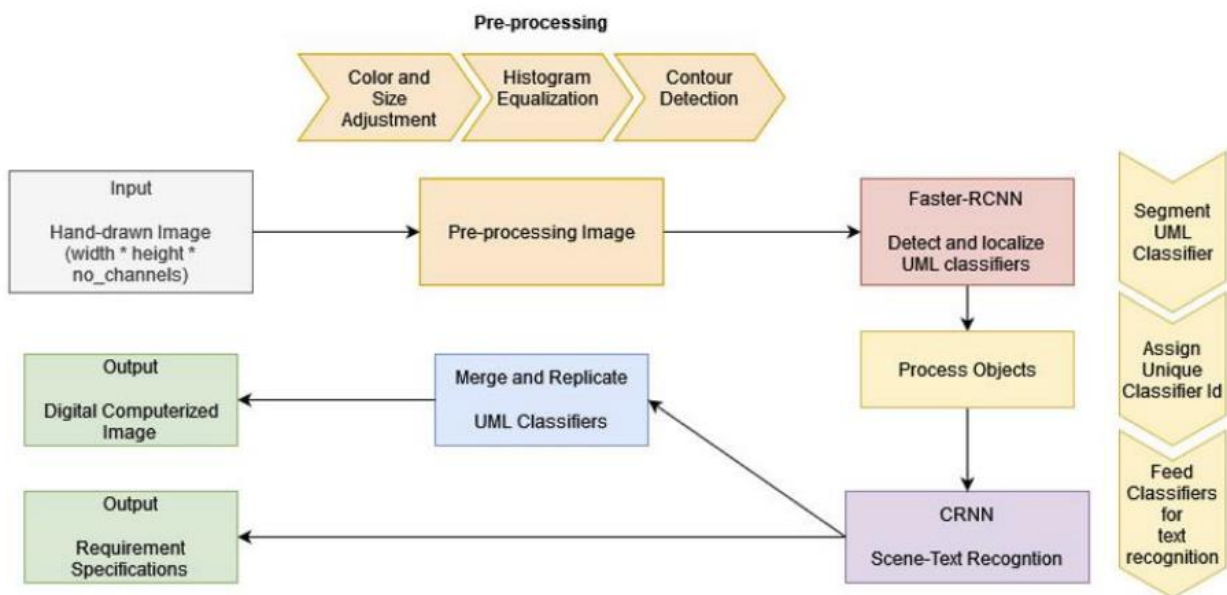 Pre-processing
Color and
Size
Adjustment
Histogram
Equalization
Contour
Detection
Input
Hand-drawn Image
(width * height *
no_channels)
Pre-processing Image
Faster-RCNN
Detect and localize
UML classifiers
Segment
UML
Classifier
Output
Digital Computerized
Image
Merge and Replicate
UML Classifiers
Process Objects
Assign
Unique
Classifier Id
Output
Requirement
Specifications
CRNN
Scene-Text Recogntion
Feed
Classifiers
for
text
recognition